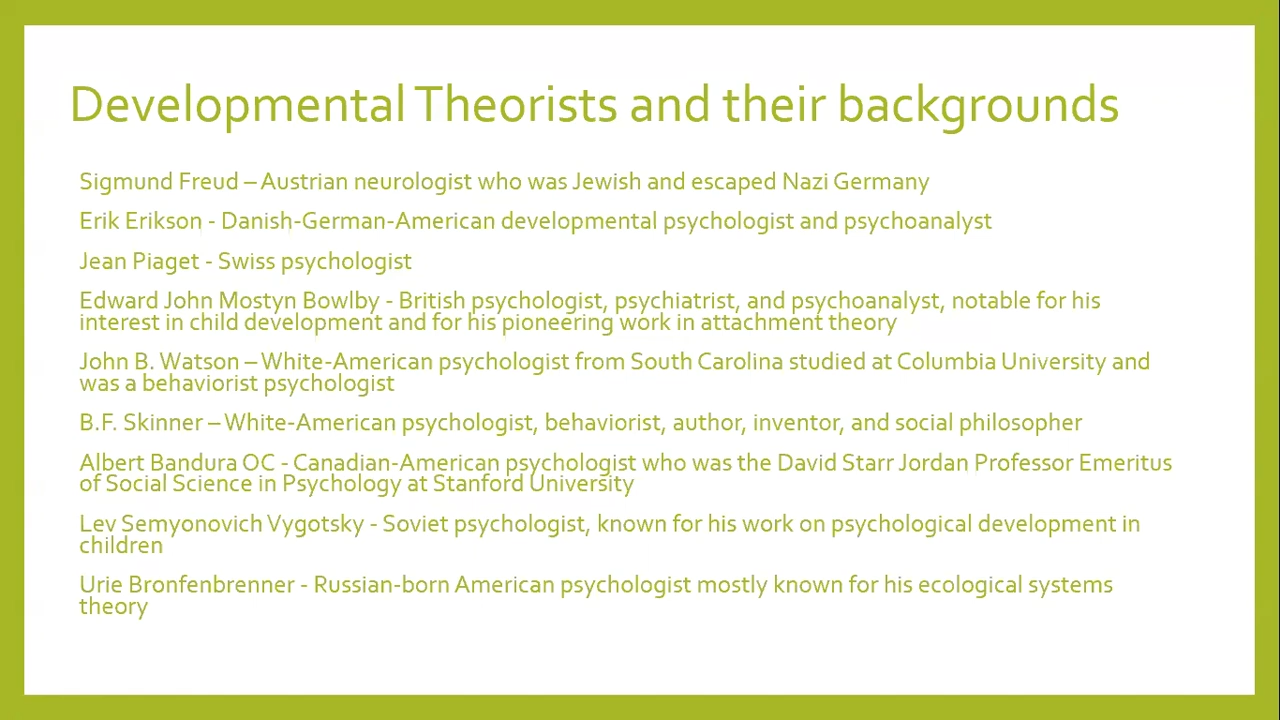 Developmental Theorists and their backgrounds
Sigmund Freud – Austrian neurologist who was Jewish and escaped Nazi Germany
Erik Erikson - Danish-German-American developmental psychologist and psychoanalyst
Jean Piaget - Swiss psychologist
Edward John Mostyn Bowlby - British psychologist, psychiatrist, and psychoanalyst, notable for his
interest in child development and for his pioneering work in attachment theory
John B. Watson – White-American psychologist from South Carolina studied at Columbia University and
was a behaviorist psychologist
B.F. Skinner – White-American psychologist, behaviorist, author, inventor, and social philosopher
Albert Bandura OC - Canadian-American psychologist who was the David Starr Jordan Professor Emeritus
of Social Science in Psychology at Stanford University
Lev Semyonovich Vygotsky - Soviet psychologist, known for his work on psychological development in
children
Urie Bronfenbrenner - Russian-born American psychologist mostly known for his ecological systems
theory